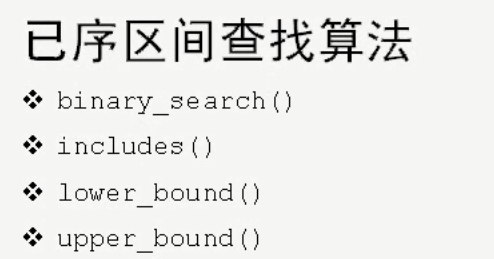 已序区间查找算法
❖ binary_search()
❖ includes()
❖ lower_bound()
❖ upper_bound()